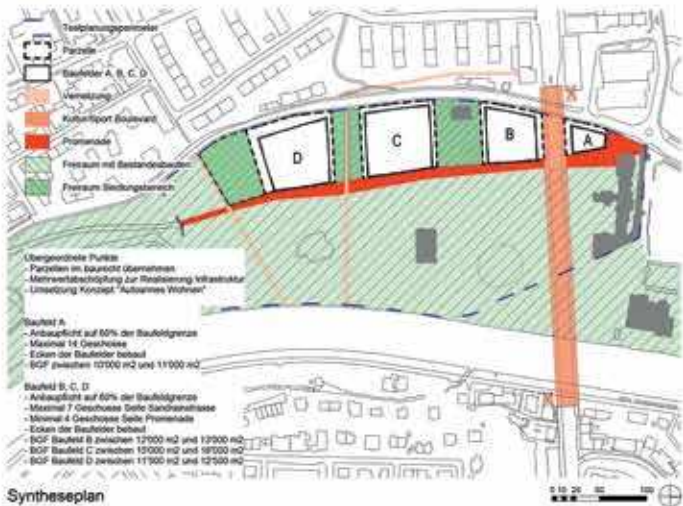 Testplanungsperimeter
Parzelle
Baufelder A, B, C, D
Vernetzung
Kultur/Sport Boulevard
Promenade
Freiraum mit Bestandesbauten
Freiraum Siedlungsbereich
D
C
B
A
Übergeordnete Punkte
- Parzellen im baurecht übernehmen
- Mehrwertabschöpfung zur Realisierung Infrastruktur
- Umsetzung Konzept "Autoarmes Wohnen"
Baufeld A
- Anbaupflicht auf 60% der Baufeldgrenze
- Maximal 14 Geschosse
- Ecken der Baufelder bebaut
- BGF zwischen 10'000 m2 und 11'000 m2
Baufeld B, C, D
- Anbaupflicht auf 60% der Baufeldgrenze
- Maximal 7 Geschosse Seite Sandrainstrasse
- Minimal 4 Geschosse Seite Promenade
- Ecken der Baufelder bebaut
- BGF Baufeld B zwischen 12'000 m2 und 13'000 m2
- BGF Baufeld C zwischen 15'000 m2 und 16'000 m2
- BGF Baufeld D zwischen 11'500 m2 und 12'500 m2
Syntheseplan
0 10 20 50 100